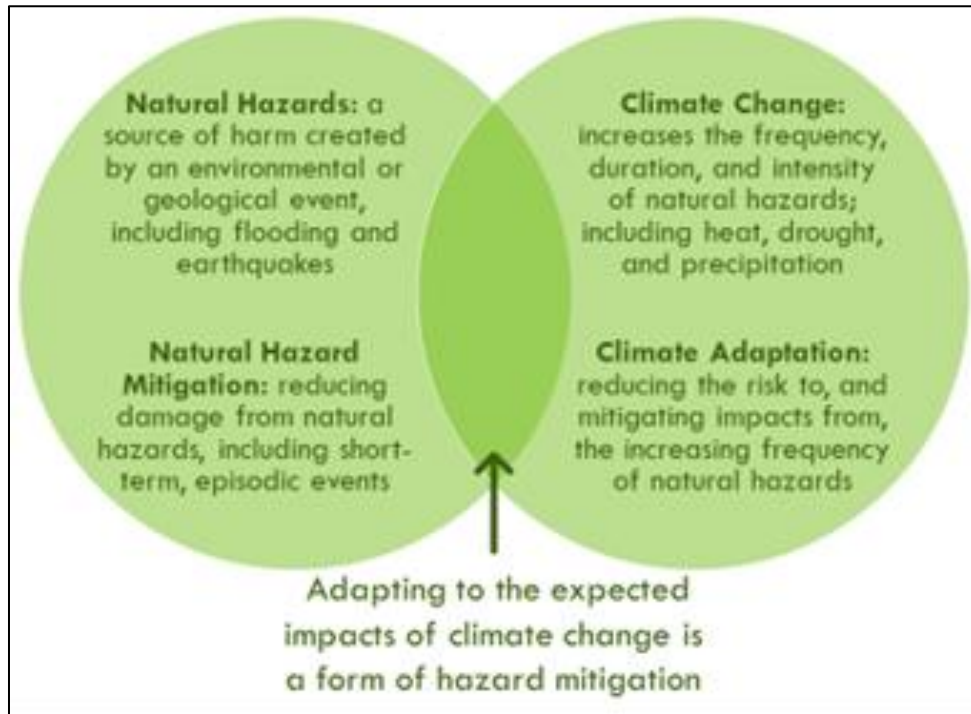 Natural Hazards: a
source of harm created
by an environmental or
geological event,
including flooding and
earthquakes
Natural Hazard
Mitigation: reducing
damage from natural
hazards, including short-
term, episodic events
Climate Change:
increases the frequency,
duration, and intensity
of natural hazards;
including heat, drought,
and precipitation
Climate Adaptation:
reducing the risk to, and
mitigating impacts from,
the increasing frequency
of natural hazards
Adapting to the expected
impacts of climate change is
a form of hazard mitigation